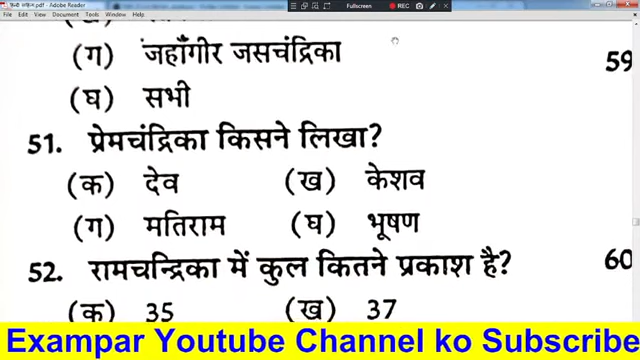 हिन्दी साहित्य.pdf - Adobe Reader
File Edit View Document Tools Window Help
Fullscreen REC
(ग) जहाँगीर जसचंद्रिका
59
(घ) सभी
51. प्रेमचंद्रिका किसने लिखा?
(क) देव (ख) केशव
(ग) मतिराम (घ) भूषण
52. रामचन्द्रिका में कुल कितने प्रकाश है?
60
(क) 35 (ख) 37
Exampar Youtube Channel ko Subscribe